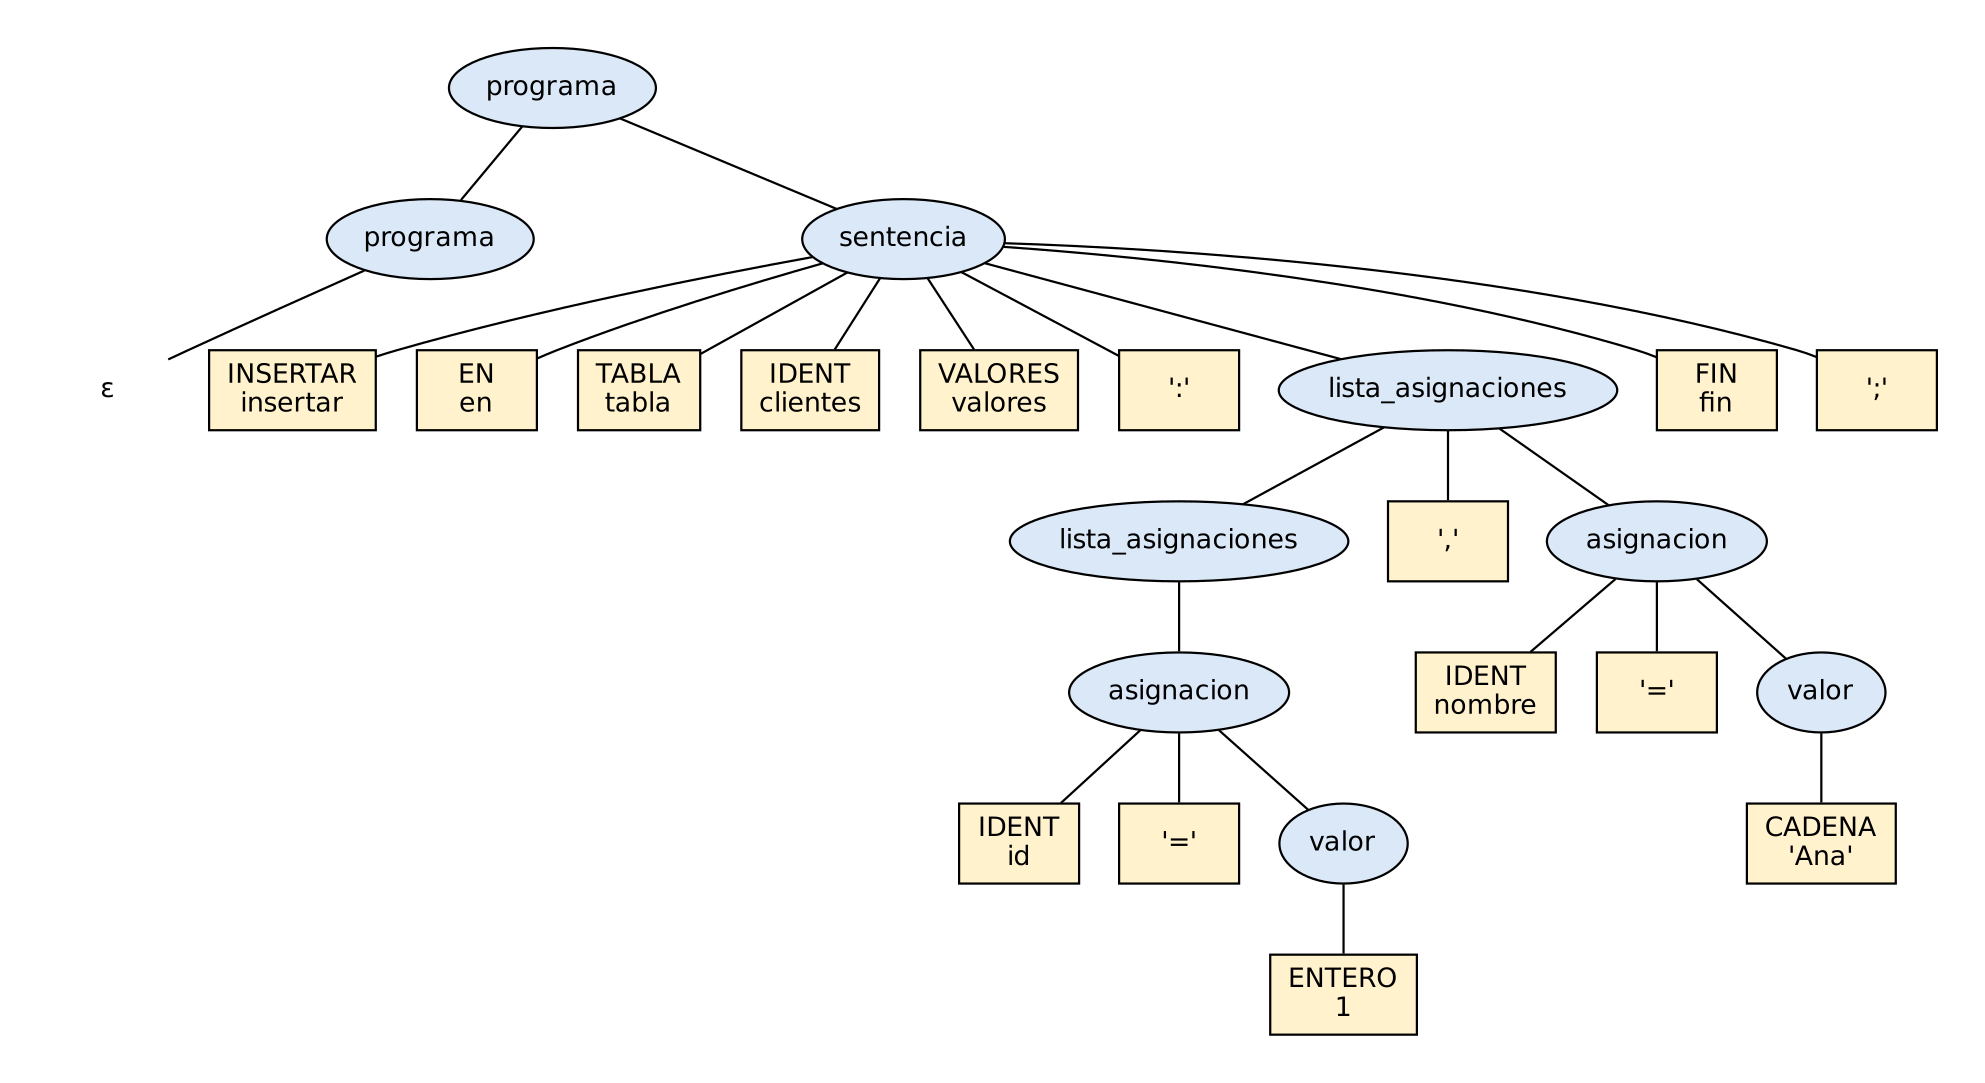 programa
programa
sentencia
ε
INSERTAR
insertar
EN
en
TABLA
tabla
IDENT
clientes
VALORES
valores
':'
lista_asignaciones
FIN
fin
';'
lista_asignaciones
','
asignacion
asignacion
IDENT
nombre
'='
valor
IDENT
id
'='
valor
CADENA
'Ana'
ENTERO
1